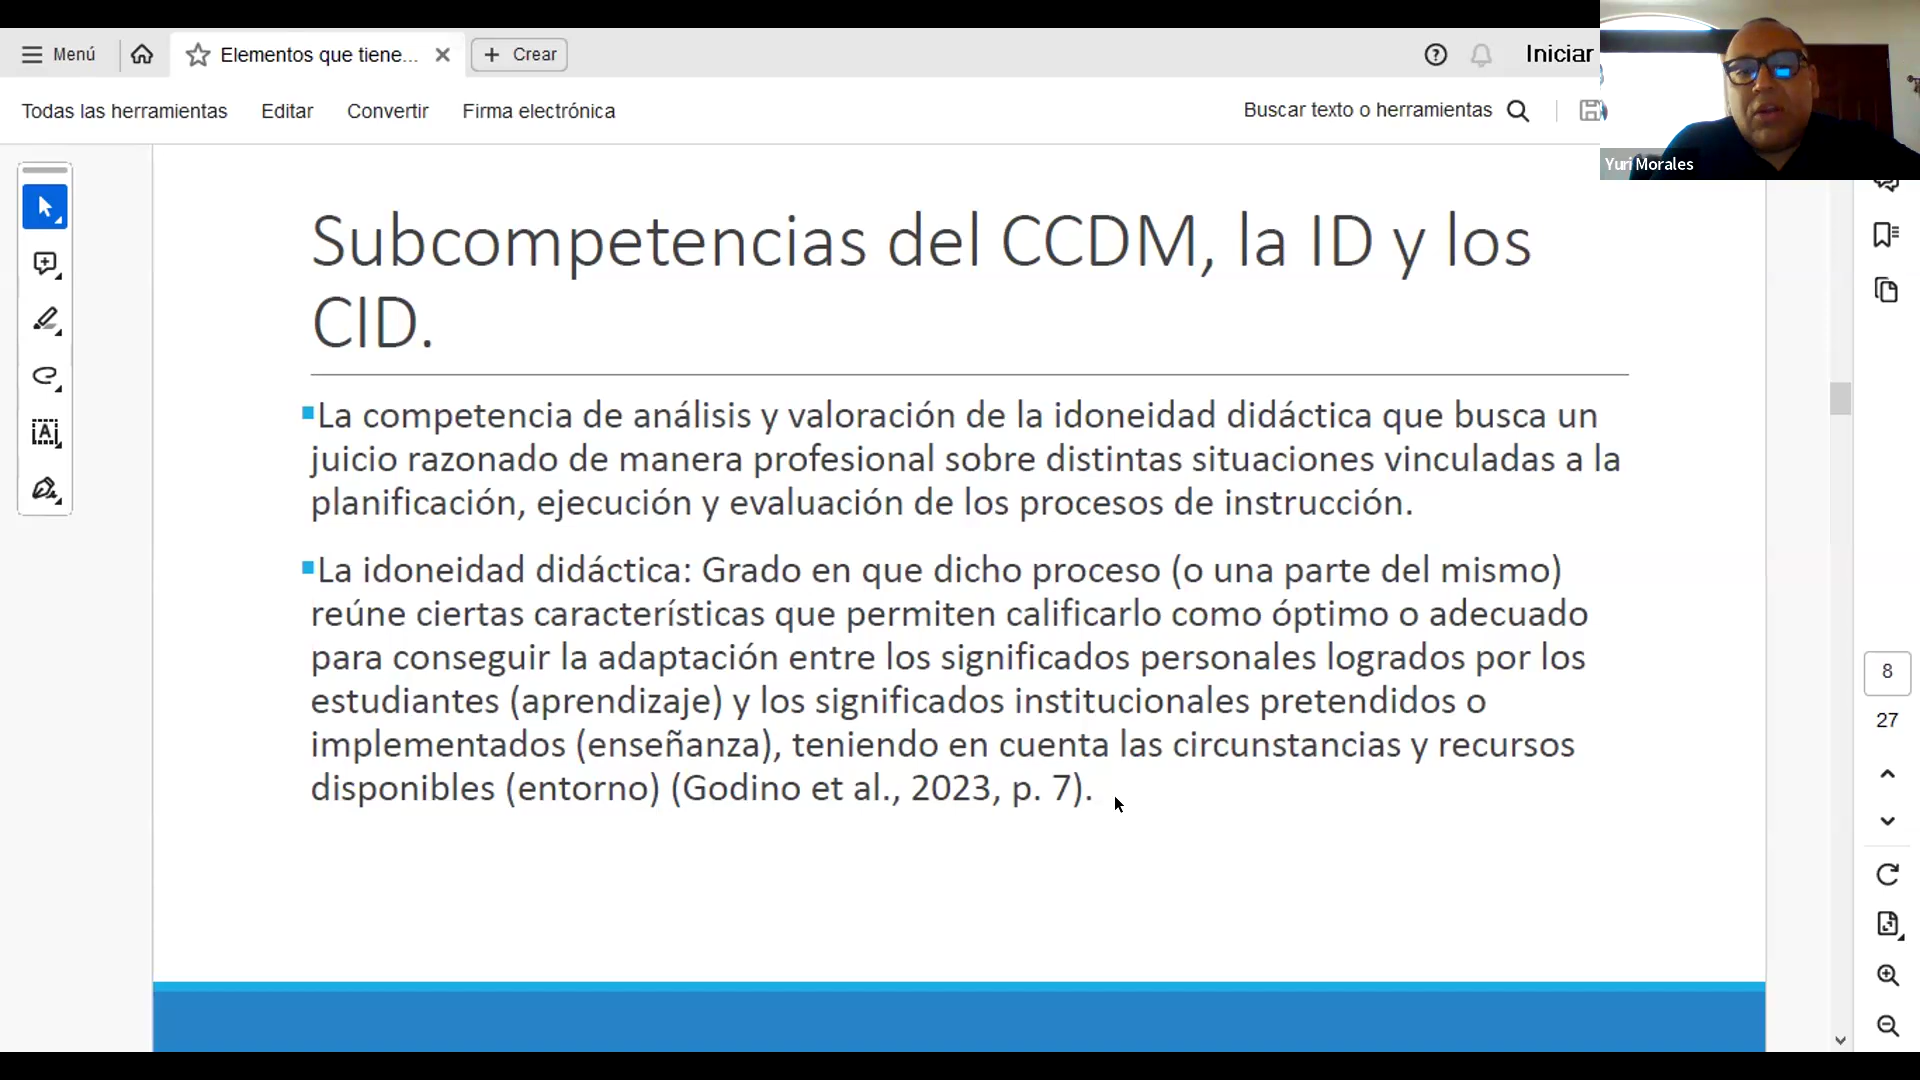 Menú
Elementos que tiene...
Crear
Iniciar
Todas las herramientas
Editar
Convertir
Firma electrónica
Buscar texto o herramientas
Yuri Morales
Subcompetencias del CCDM, la ID y los
CID.
La competencia de análisis y valoración de la idoneidad didáctica que busca un
juicio razonado de manera profesional sobre distintas situaciones vinculadas a la
planificación, ejecución y evaluación de los procesos de instrucción.
La idoneidad didáctica: Grado en que dicho proceso (o una parte del mismo)
reúne ciertas características que permiten calificarlo como óptimo o adecuado
para conseguir la adaptación entre los significados personales logrados por los
estudiantes (aprendizaje) y los significados institucionales pretendidos o
implementados (enseñanza), teniendo en cuenta las circunstancias y recursos
disponibles (entorno) (Godino et al., 2023, p. 7).
8
27